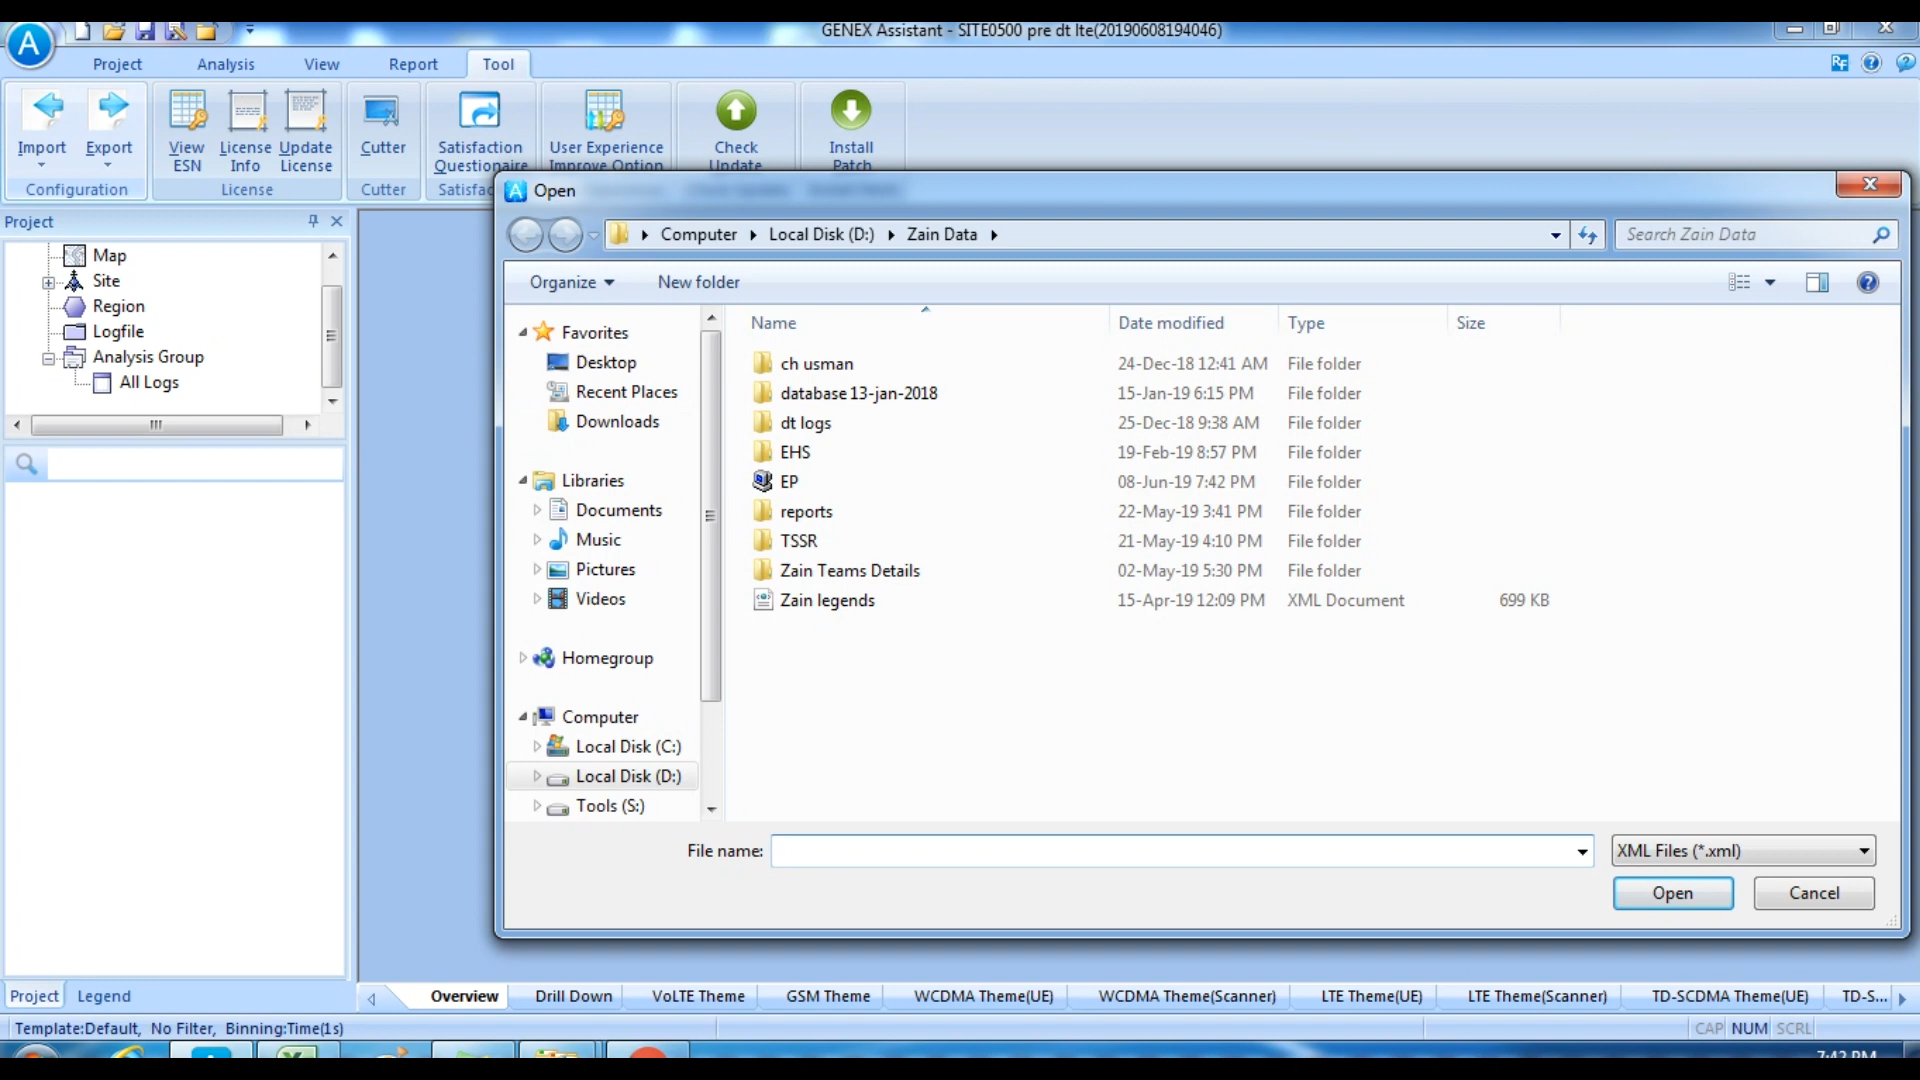 GENEX Assistant - SITE0500 pre dt lte(20190608194046)
A
Project Analysis View Report Tool
Import Export View ESN License Info Update License Cutter Satisfaction Questionaire User Experience Improve Option Check Update Install Patch
Configuration License Cutter Satisfac
Project
Map
Site
Region
Logfile
Analysis Group
All Logs
Open
Computer Local Disk (D:) Zain Data
Search Zain Data
Organize New folder
Favorites
Desktop
Recent Places
Downloads
Libraries
Documents
Music
Pictures
Videos
Homegroup
Computer
Local Disk (C:)
Local Disk (D:)
Tools (S:)
Name Date modified Type Size
ch usman 24-Dec-18 12:41 AM File folder
database 13-jan-2018 15-Jan-19 6:15 PM File folder
dt logs 25-Dec-18 9:38 AM File folder
EHS 19-Feb-19 8:57 PM File folder
EP 08-Jun-19 7:42 PM File folder
reports 22-May-19 3:41 PM File folder
TSSR 21-May-19 4:10 PM File folder
Zain Teams Details 02-May-19 5:30 PM File folder
Zain legends 15-Apr-19 12:09 PM XML Document 699 KB
File name: XML Files (*.xml)
Open Cancel
Project Legend
Overview Drill Down VoLTE Theme GSM Theme WCDMA Theme(UE) WCDMA Theme(Scanner) LTE Theme(UE) LTE Theme(Scanner) TD-SCDMA Theme(UE) TD-S...
Template:Default, No Filter, Binning:Time(1s)
CAP NUM SCRL